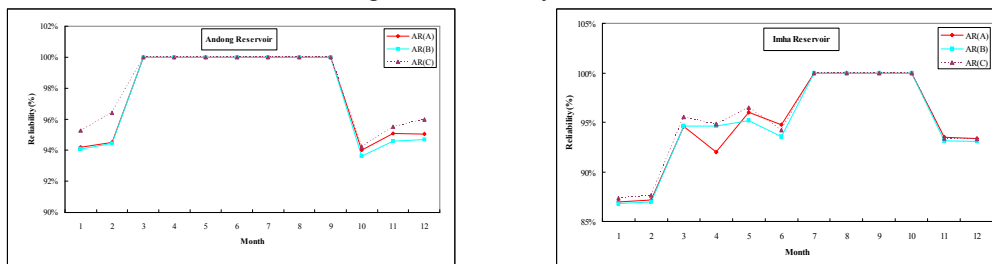 Andong Reservoir
AR(A)
AR(B)
AR(C)
102%
100%
98%
96%
94%
92%
90%
Reliability(%)
1 2 3 4 5 6 7 8 9 10 11 12
Month
Imha Reservoir
AR(A)
AR(B)
AR(C)
105%
100%
95%
90%
85%
Reliability(%)
1 2 3 4 5 6 7 8 9 10 11 12
Month